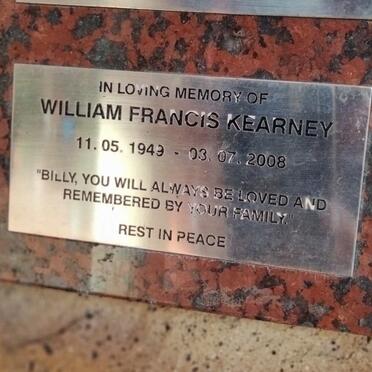 IN LOVING MEMORY OF
WILLIAM FRANCIS KEARNEY
11. 05. 1949 - 03. 07. 2008
"BILLY, YOU WILL ALWAYS BE LOVED AND
REMEMBERED BY YOUR FAMILY.
REST IN PEACE